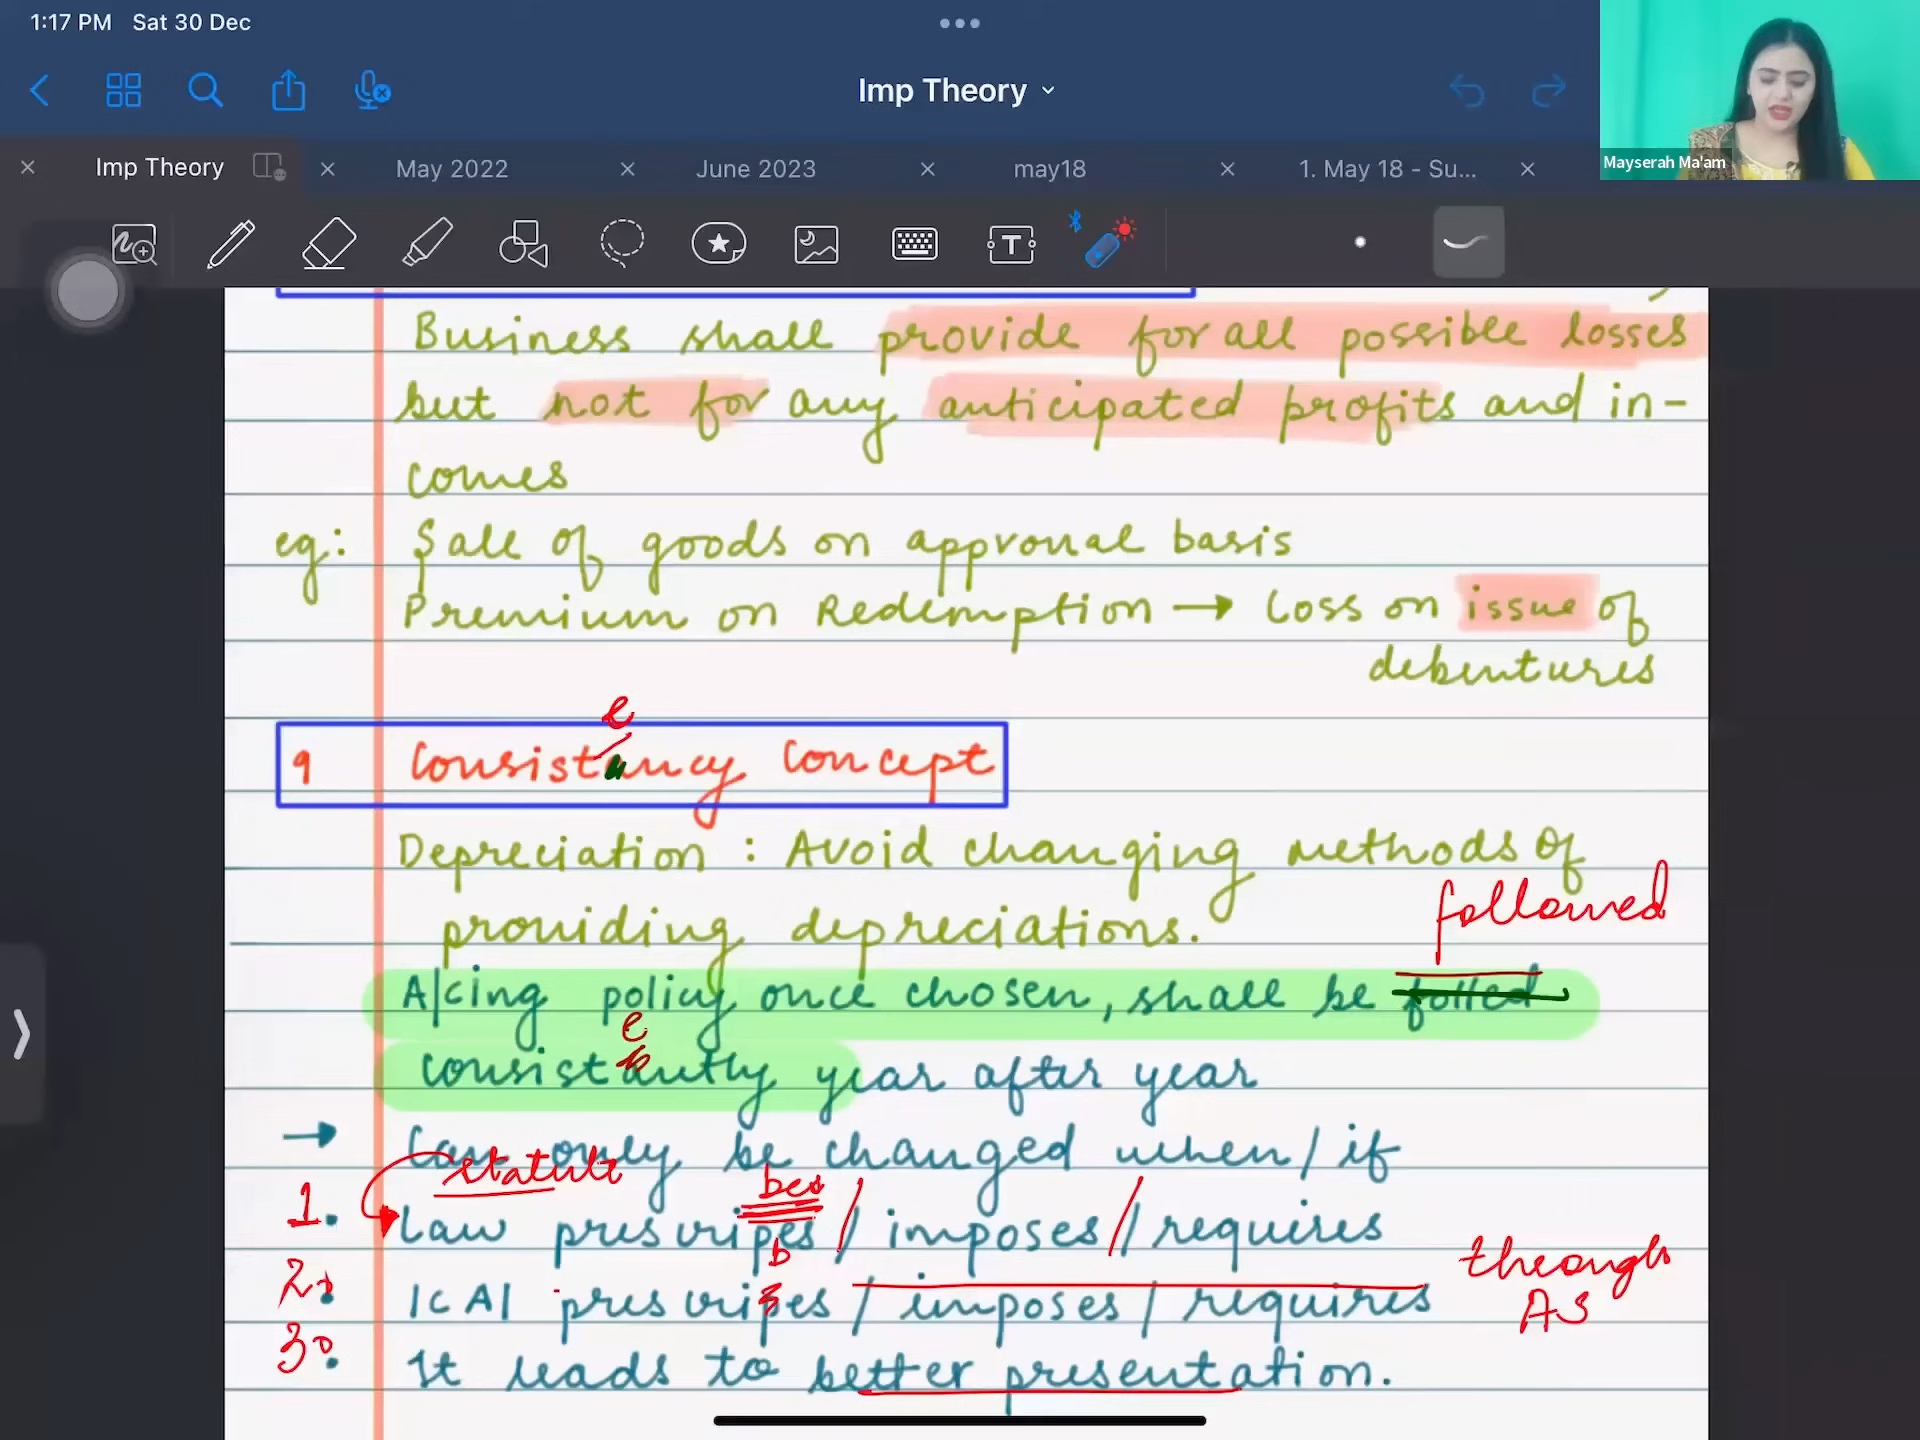 1:17 PM Sat 30 Dec
Imp Theory
Mayserah Ma'am
Imp Theory
May 2022
June 2023
may18
1. May 18 - Su...
Business shall provide for all possible losses
but not for any anticipated profits and in-
comes
eg: Sale of goods on approval basis
Premium on Redemption → Loss on issue of
debentures
e
9 Consistancy Concept
Depreciation : Avoid changing methods of
providing depreciations.
followed
A/cing policy once chosen, shall be folled
e
consistantly year after year
→ Can only be changed when / if
statute
1. Law prescripes / imposes / requires
b
2. ICAI prescripes / imposes / requires
through
AS
3. It leads to better presentation.